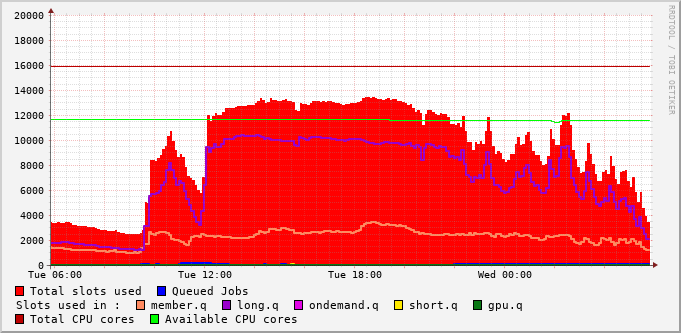 20000
18000
16000
14000
12000
10000
8000
6000
4000
2000
0
Tue 06:00 Tue 12:00 Tue 18:00 Wed 00:00
Total slots used Queued Jobs
Slots used in : member.q long.q ondemand.q short.q gpu.q
Total CPU cores Available CPU cores
RRDTOOL / TOBI OETIKER